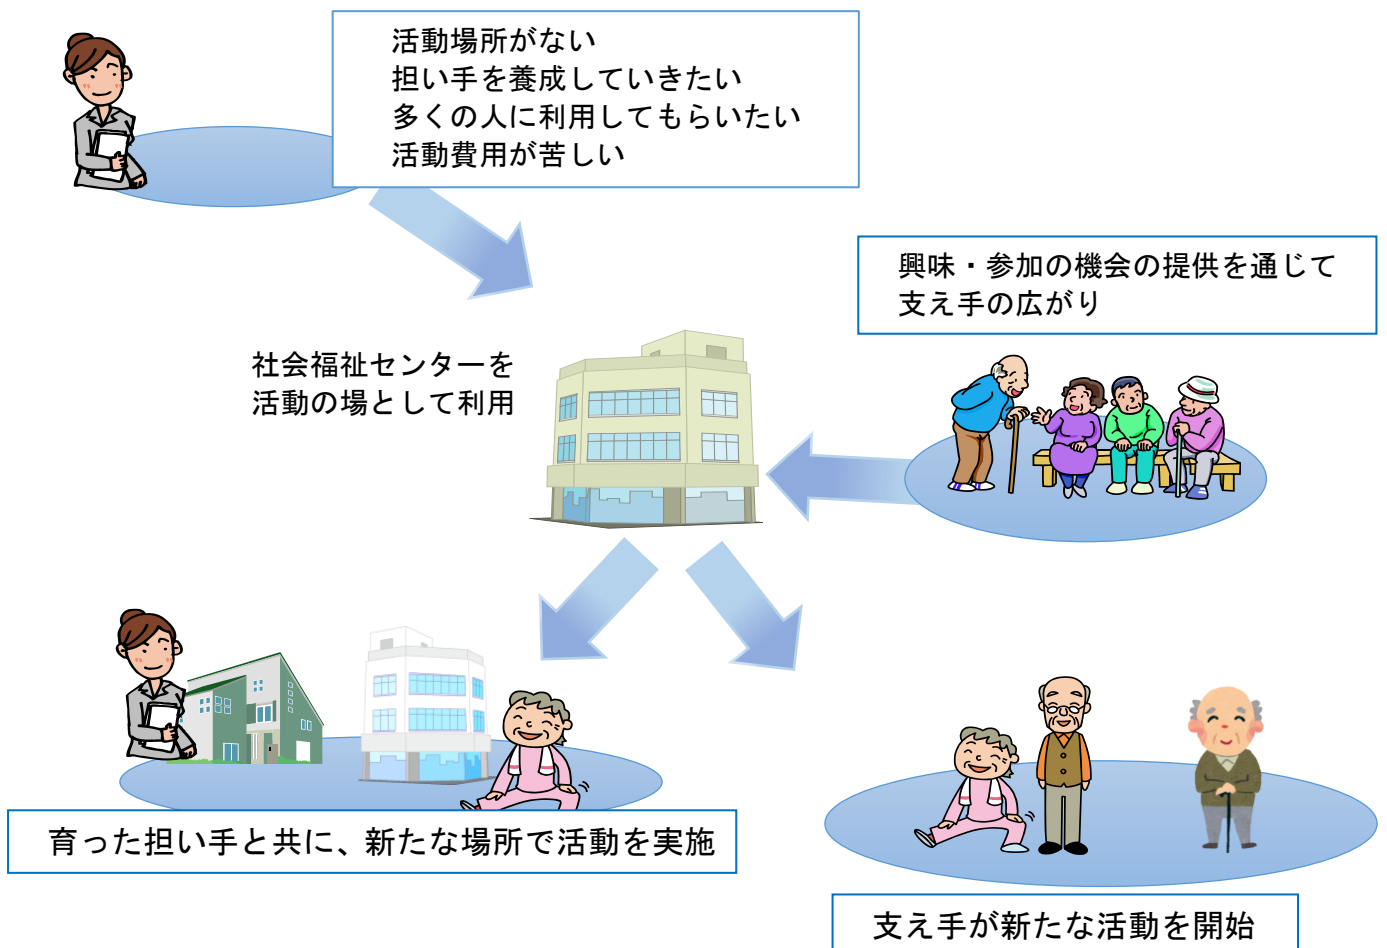 活動場所がない
担い手を養成していきたい
多くの人に利用してもらいたい
活動費用が苦しい
興味・参加の機会の提供を通じて
支え手の広がり
社会福祉センターを
活動の場として利用
育った担い手と共に、新たな場所で活動を実施
支え手が新たな活動を開始